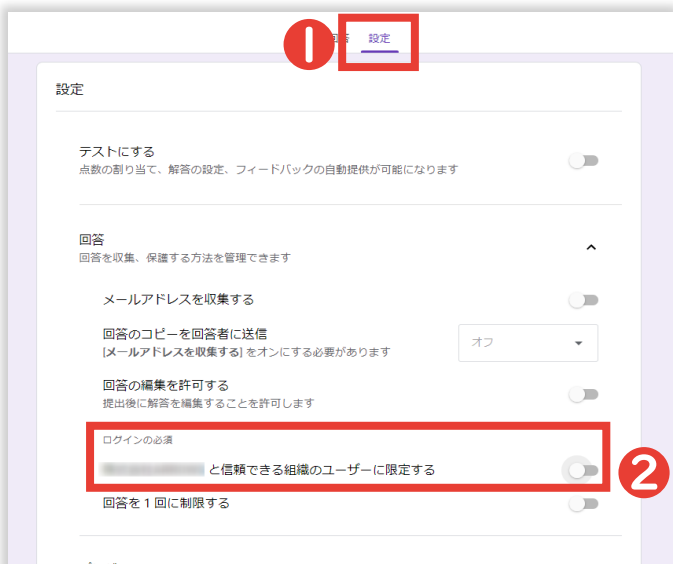 1
回答 設定
設定
テストにする
点数の割り当て、解答の設定、フィードバックの自動提供が可能になります
回答
回答を収集、保護する方法を管理できます
メールアドレスを収集する
回答のコピーを回答者に送信
オフ
[メールアドレスを収集する] をオンにする必要があります
回答の編集を許可する
提出後に解答を編集することを許可します
ログインの必須
と信頼できる組織のユーザーに限定する
2
回答を 1 回に制限する